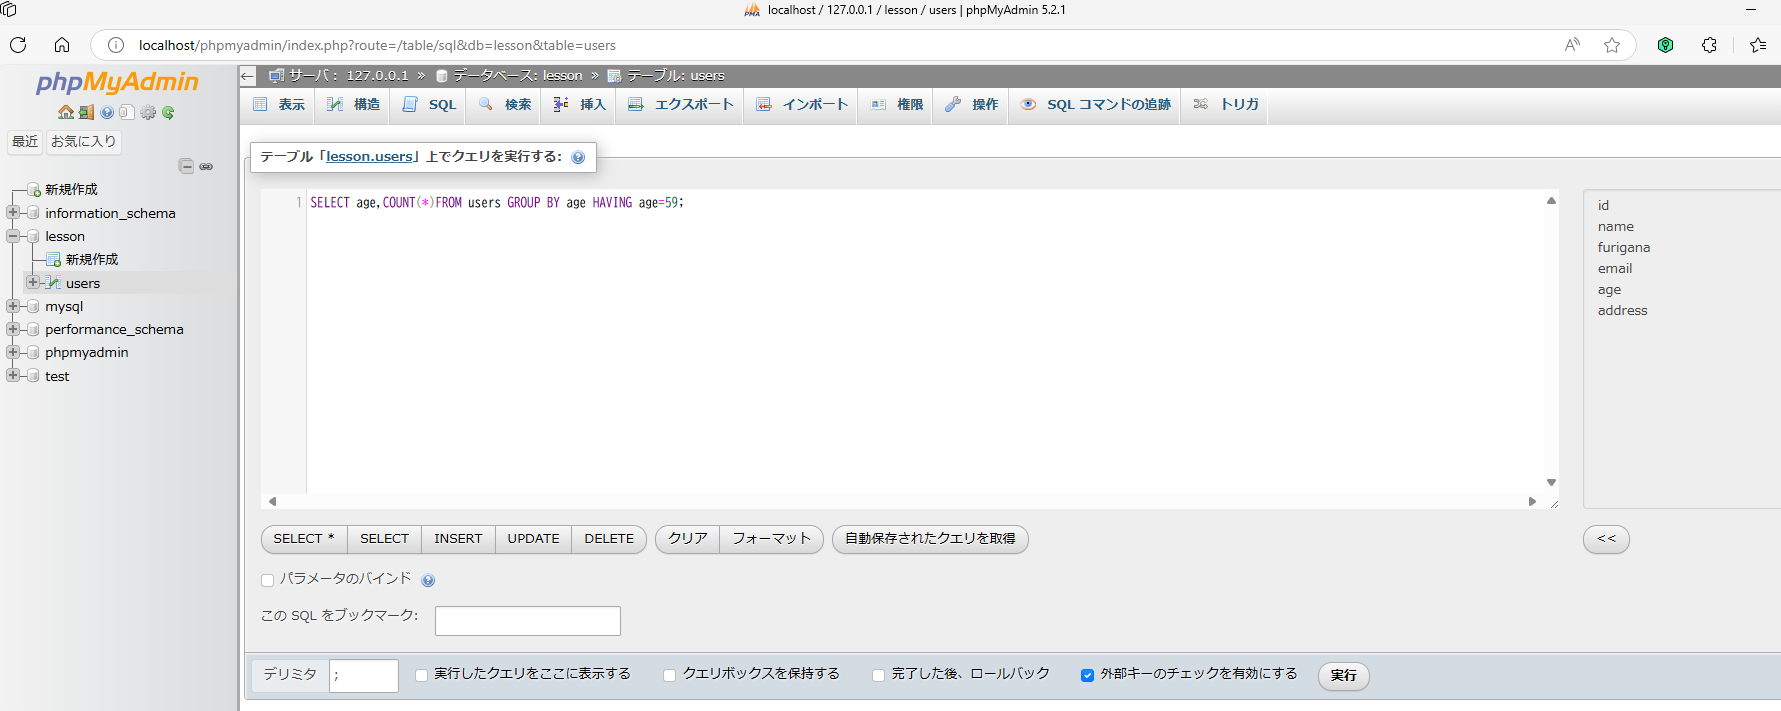 localhost / 127.0.0.1 / lesson / users | phpMyAdmin 5.2.1
localhost/phpmyadmin/index.php?route=/table/sql&db=lesson&table=users
phpMyAdmin
最近 お気に入り
新規作成
information_schema
lesson
新規作成
users
mysql
performance_schema
phpmyadmin
test
サーバ: 127.0.0.1 » データベース: lesson » テーブル: users
表示 構造 SQL 検索 挿入 エクスポート インポート 権限 操作 SQL コマンドの追跡 トリガ
テーブル「lesson.users」上でクエリを実行する:
1 SELECT age,COUNT(*)FROM users GROUP BY age HAVING age=59;
id
name
furigana
email
age
address
SELECT * SELECT INSERT UPDATE DELETE クリア フォーマット 自動保存されたクエリを取得 <<
パラメータのバインド
この SQL をブックマーク:
デリミタ ; 実行したクエリをここに表示する クエリボックスを保持する 完了した後、ロールバック 外部キーのチェックを有効にする 実行